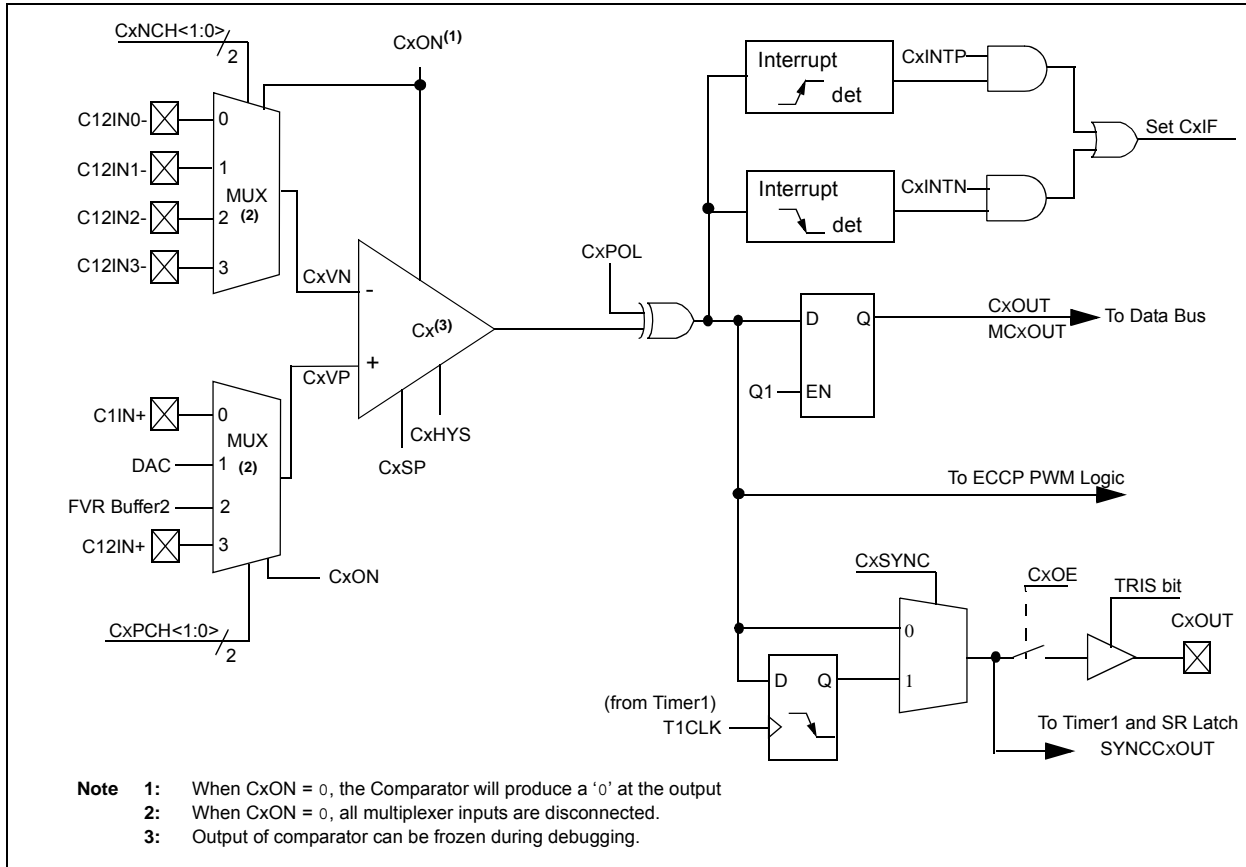 CxNCH<1:0>
2
CxON(1)
C12IN0-
0
C12IN1-
1
MUX
(2)
C12IN2-
2
C12IN3-
3
CxVN
-
Cx(3)
+
CxVP
CxHYS
CxSP
C1IN+
0
MUX
(2)
DAC
1
FVR Buffer2
2
C12IN+
3
CxON
CxPCH<1:0>
2
CxPOL
Interrupt
det
CxINTP
Interrupt
det
CxINTN
Set CxIF
D
Q
Q1
EN
CxOUT
MCxOUT
To Data Bus
To ECCP PWM Logic
CxSYNC
0
1
CxOE
TRIS bit
CxOUT
D
Q
(from Timer1)
T1CLK
To Timer1 and SR Latch
SYNCCxOUT
Note 1: When CxON = 0, the Comparator will produce a ‘0’ at the output
2: When CxON = 0, all multiplexer inputs are disconnected.
3: Output of comparator can be frozen during debugging.